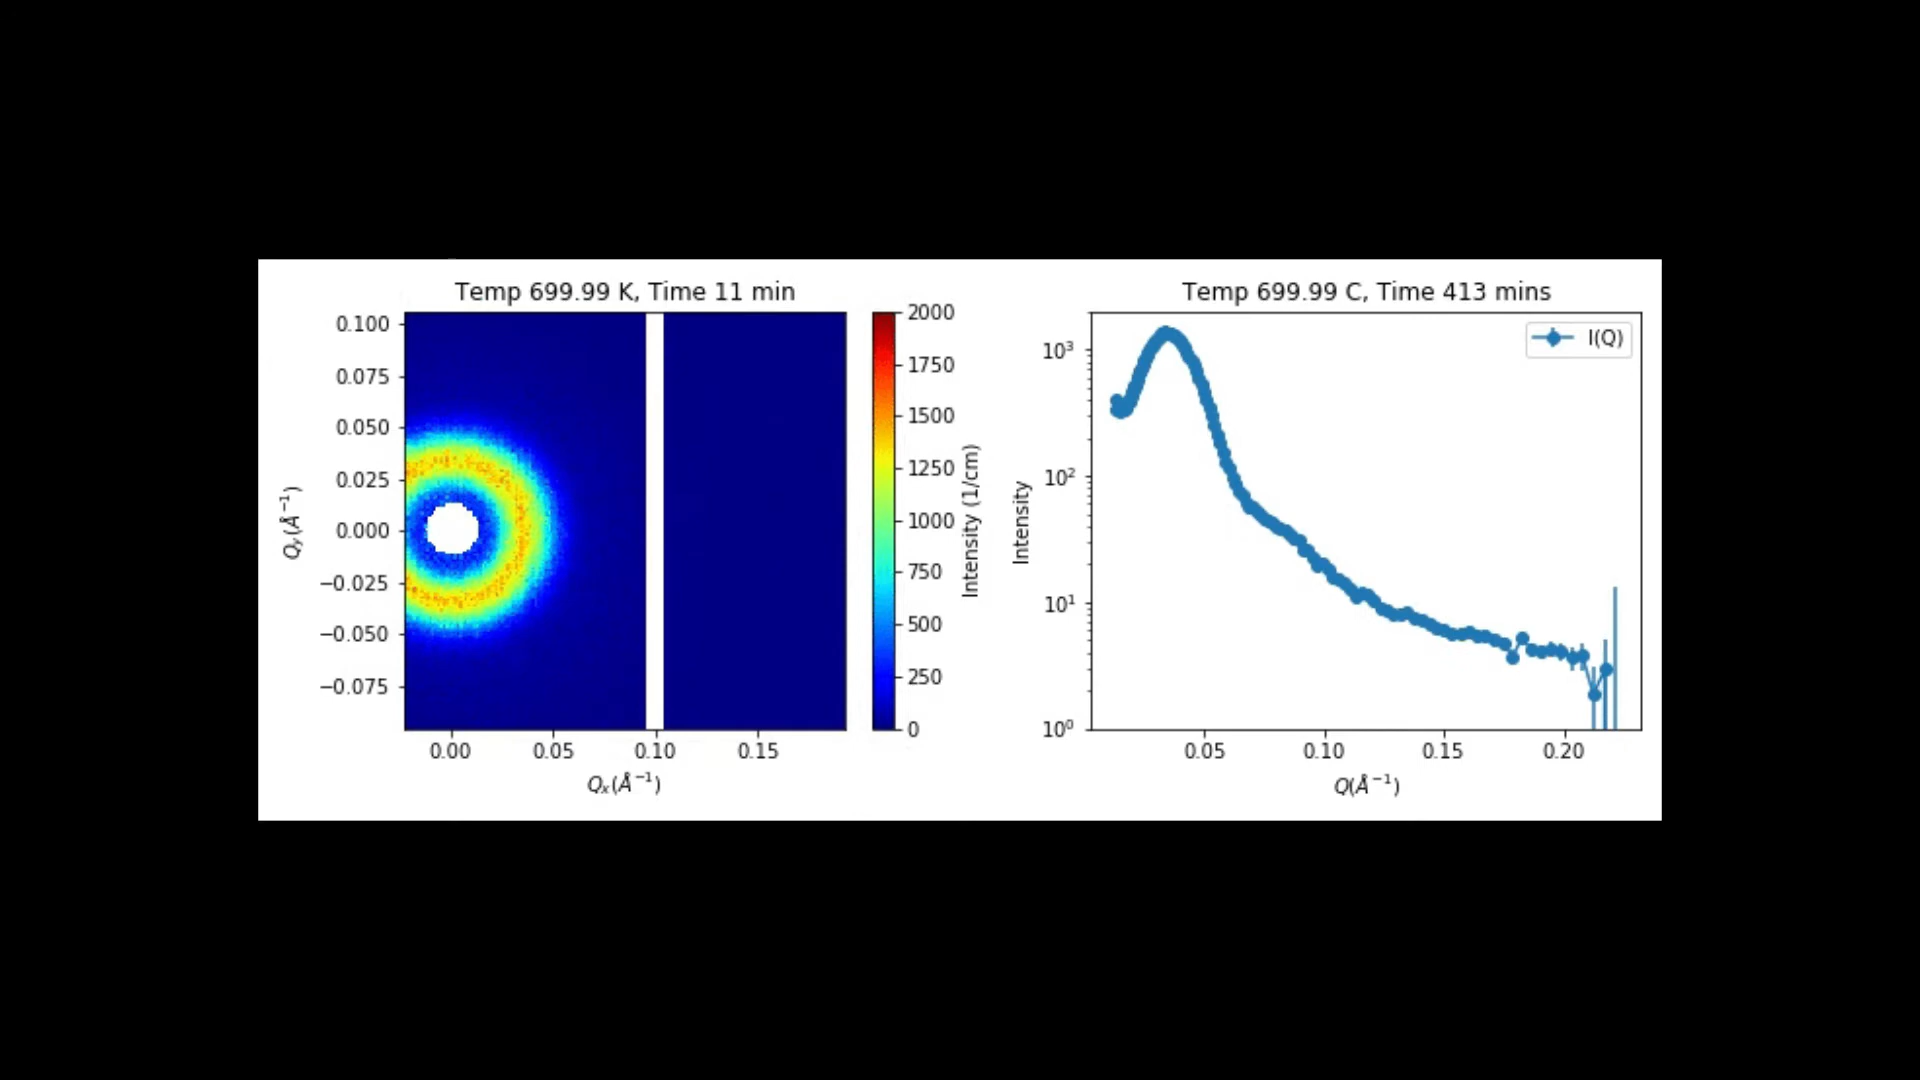 Temp 699.99 K, Time 11 min
0.100
0.075
0.050
0.025
0.000
−0.025
−0.050
−0.075
Qy(Å⁻¹)
0.00 0.05 0.10 0.15
Qx(Å⁻¹)
2000
1750
1500
1250
1000
750
500
250
0
Intensity (1/cm)
Temp 699.99 C, Time 413 mins
I(Q)
10³
10²
10¹
10⁰
Intensity
0.05 0.10 0.15 0.20
Q(Å⁻¹)